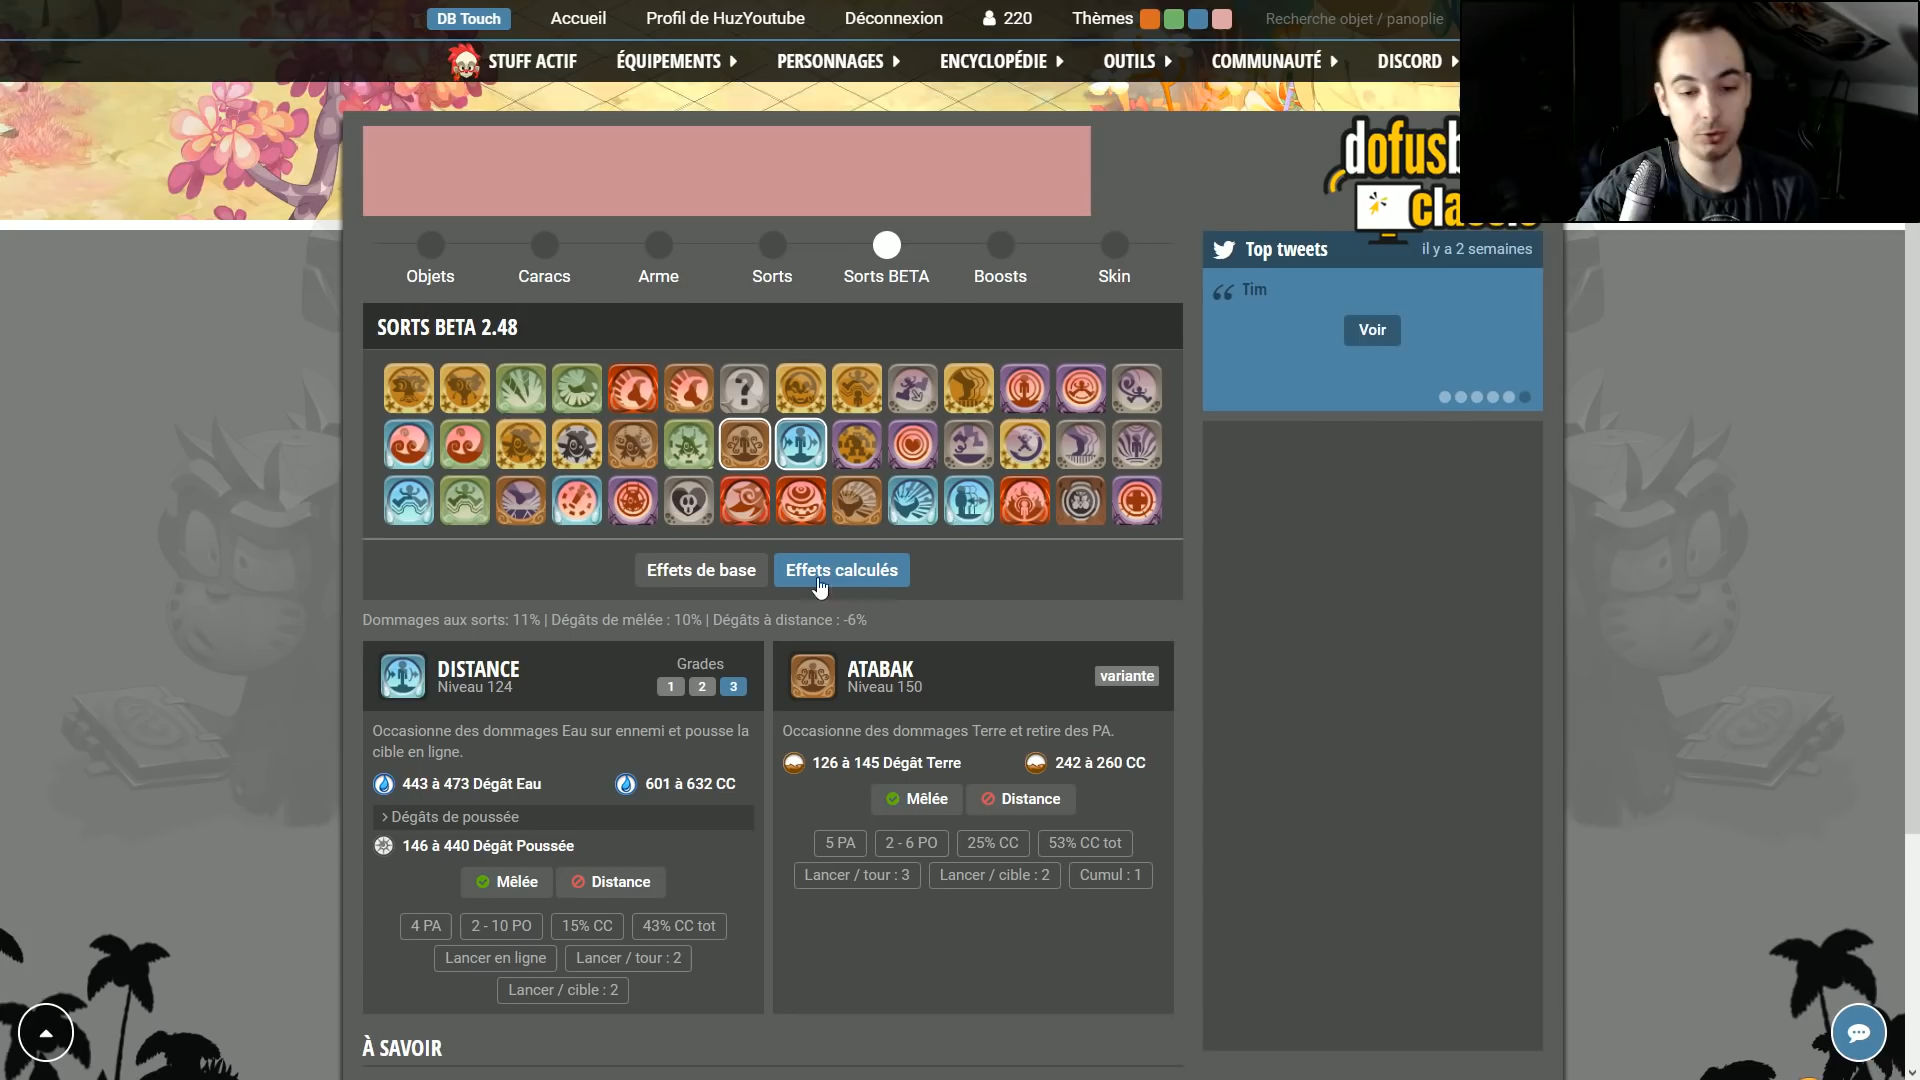 DB Touch Accueil Profil de HuzYoutube Déconnexion 220 Thèmes Recherche objet / panoplie
STUFF ACTIF ÉQUIPEMENTS PERSONNAGES ENCYCLOPÉDIE OUTILS COMMUNAUTÉ DISCORD
dofusb
cla
Objets Caracs Arme Sorts Sorts BETA Boosts Skin
Top tweets il y a 2 semaines
Tim
Voir
SORTS BETA 2.48
Effets de base Effets calculés
Dommages aux sorts: 11% | Dégâts de mêlée : 10% | Dégâts à distance : -6%
DISTANCE
Niveau 124
Grades
1 2 3
Occasionne des dommages Eau sur ennemi et pousse la
cible en ligne.
443 à 473 Dégât Eau 601 à 632 CC
> Dégâts de poussée
146 à 440 Dégât Poussée
Mêlée Distance
4 PA 2 - 10 PO 15% CC 43% CC tot
Lancer en ligne Lancer / tour : 2
Lancer / cible : 2
ATABAK
Niveau 150
variante
Occasionne des dommages Terre et retire des PA.
126 à 145 Dégât Terre 242 à 260 CC
Mêlée Distance
5 PA 2 - 6 PO 25% CC 53% CC tot
Lancer / tour : 3 Lancer / cible : 2 Cumul : 1
À SAVOIR